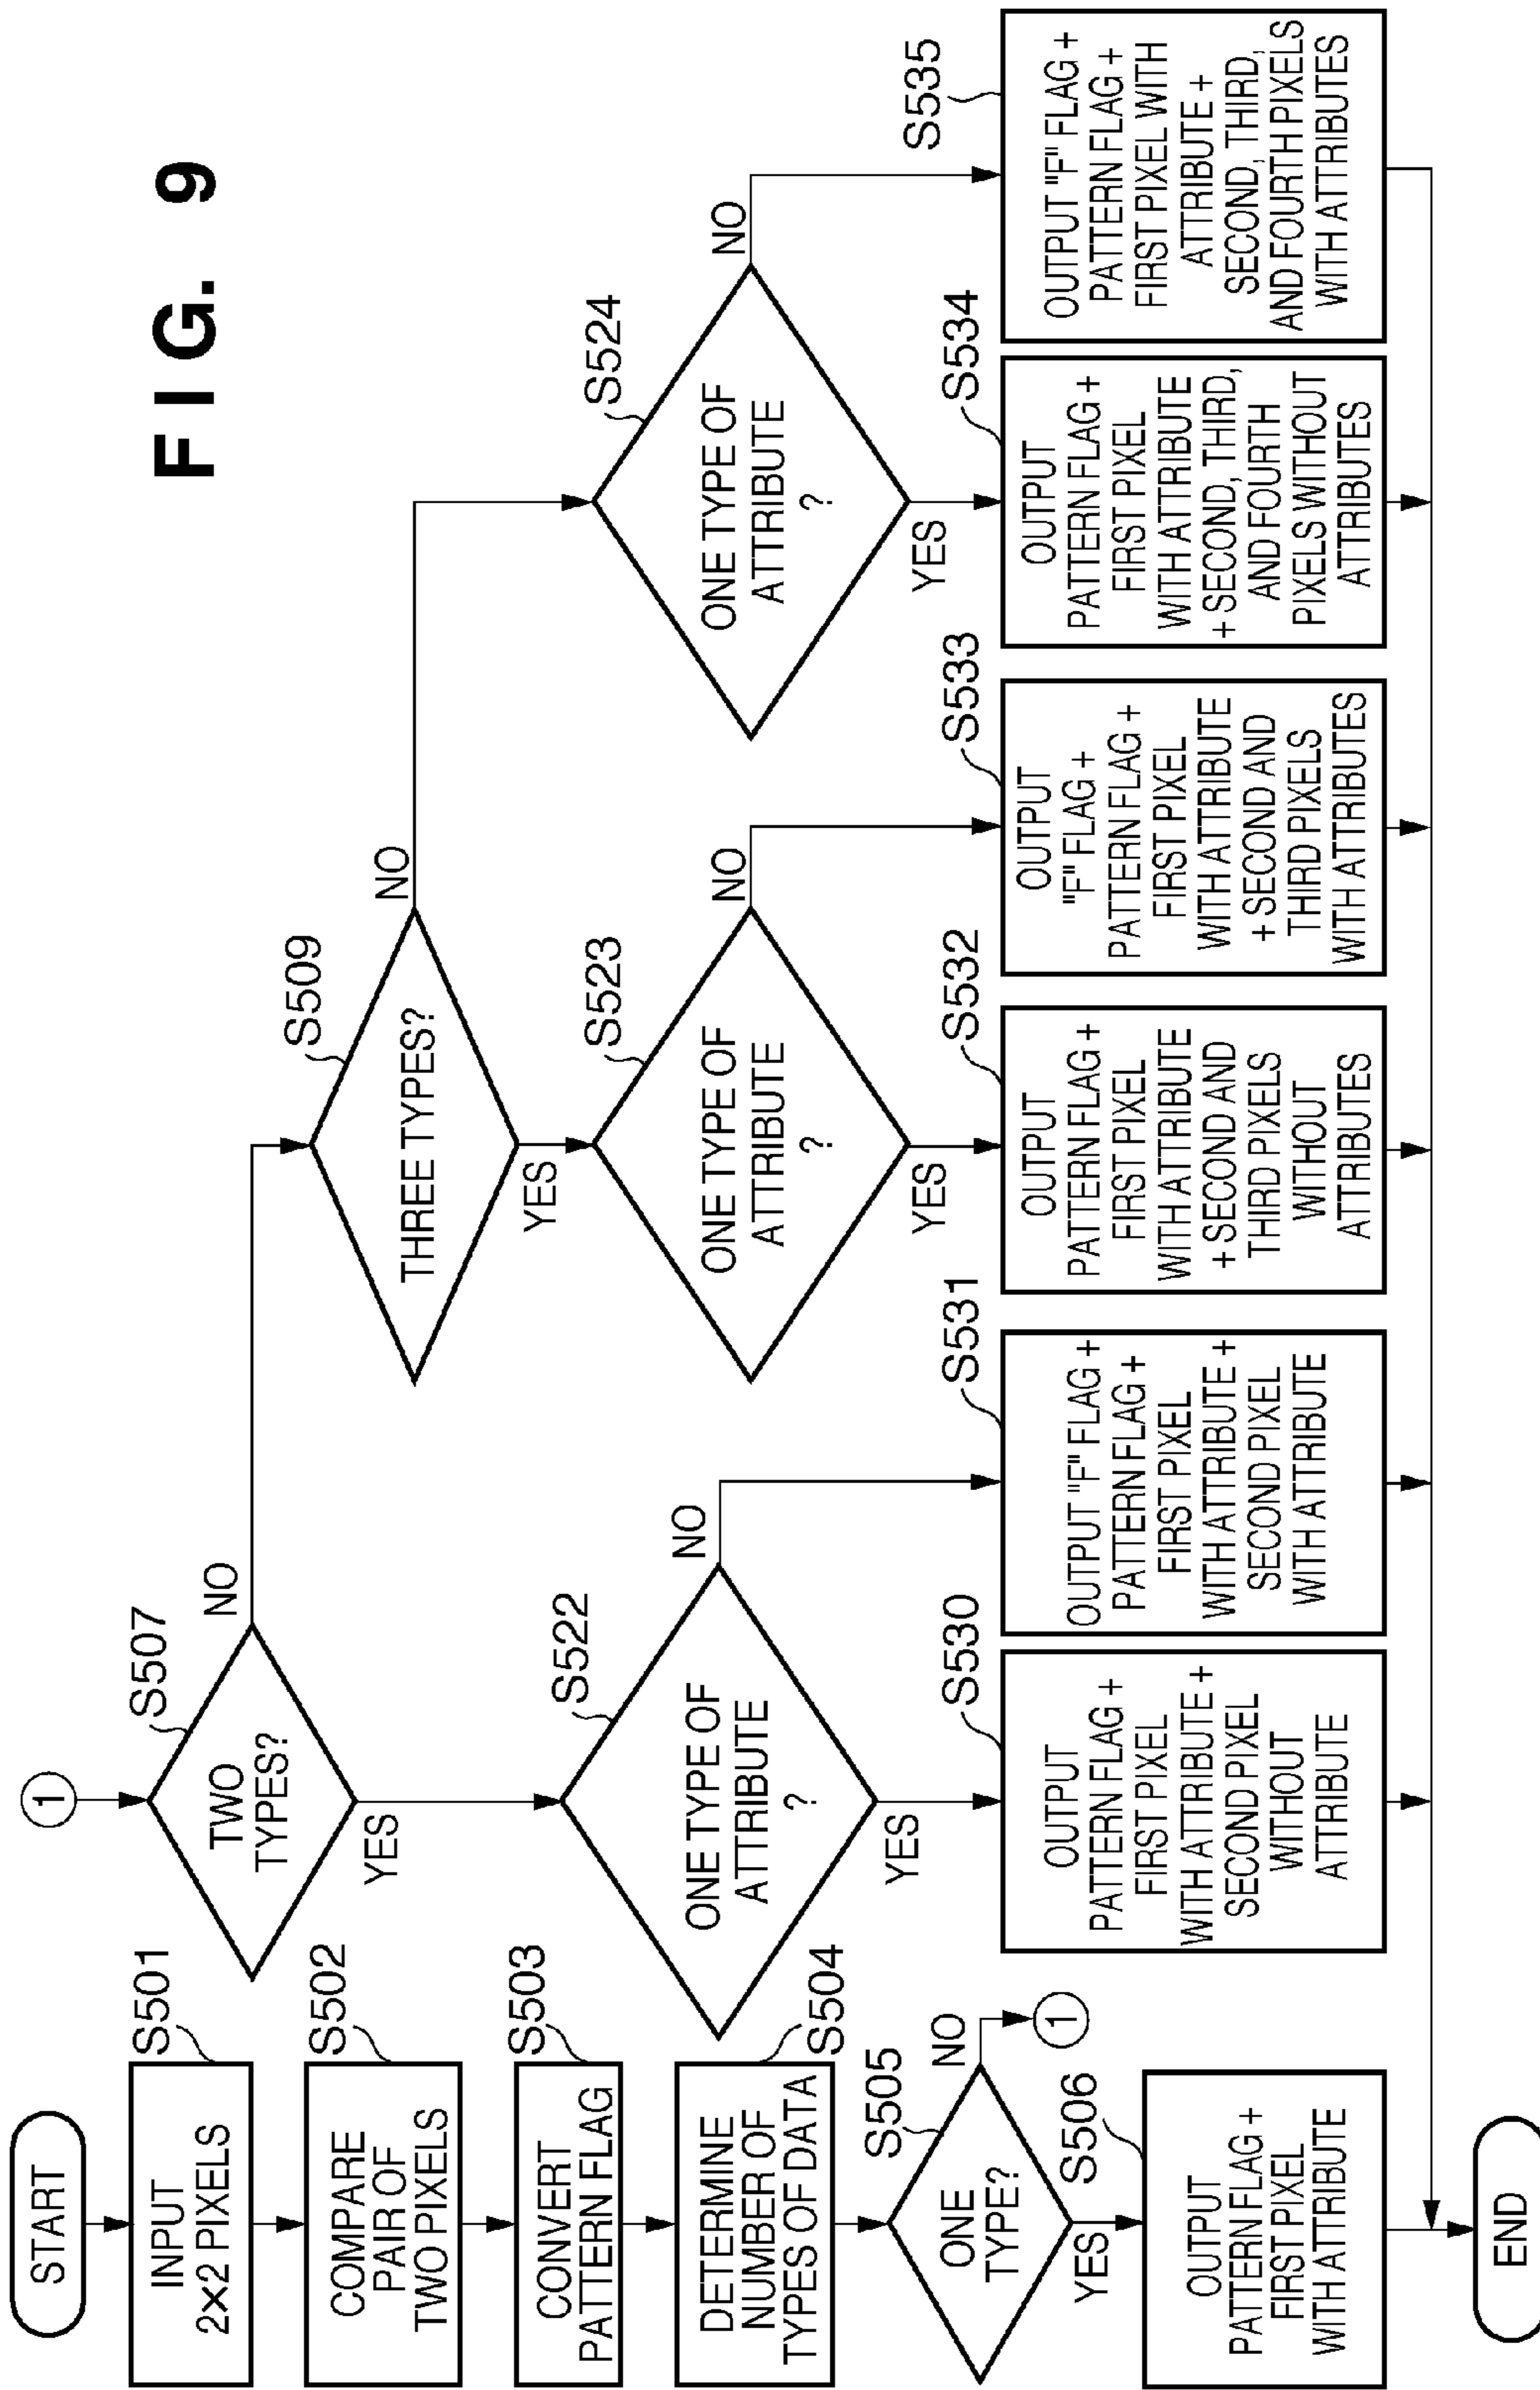 FIG. 9
START
INPUT
2×2 PIXELS
S501
COMPARE
PAIR OF
TWO PIXELS
S502
CONVERT
PATTERN FLAG
S503
DETERMINE
NUMBER OF
TYPES OF DATA
S504
ONE
TYPE?
S505
NO
1
YES
OUTPUT
PATTERN FLAG +
FIRST PIXEL
WITH ATTRIBUTE
S506
END
1
TWO
TYPES?
S507
NO
YES
ONE TYPE OF
ATTRIBUTE
?
S522
NO
YES
OUTPUT
PATTERN FLAG +
FIRST PIXEL
WITH ATTRIBUTE +
SECOND PIXEL
WITHOUT
ATTRIBUTE
S530
OUTPUT "F" FLAG +
PATTERN FLAG +
FIRST PIXEL
WITH ATTRIBUTE +
SECOND PIXEL
WITH ATTRIBUTE
S531
THREE TYPES?
S509
NO
YES
ONE TYPE OF
ATTRIBUTE
?
S523
NO
YES
OUTPUT
PATTERN FLAG +
FIRST PIXEL
WITH ATTRIBUTE
+ SECOND AND
THIRD PIXELS
WITHOUT
ATTRIBUTES
S532
OUTPUT
"F" FLAG +
PATTERN FLAG +
FIRST PIXEL
WITH ATTRIBUTE
+ SECOND AND
THIRD PIXELS
WITH ATTRIBUTES
S533
ONE TYPE OF
ATTRIBUTE
?
S524
NO
YES
OUTPUT
PATTERN FLAG +
FIRST PIXEL
WITH ATTRIBUTE
+ SECOND, THIRD,
AND FOURTH
PIXELS WITHOUT
ATTRIBUTES
S534
OUTPUT "F" FLAG +
PATTERN FLAG +
FIRST PIXEL WITH
ATTRIBUTE +
SECOND, THIRD,
AND FOURTH PIXELS
WITH ATTRIBUTES
S535